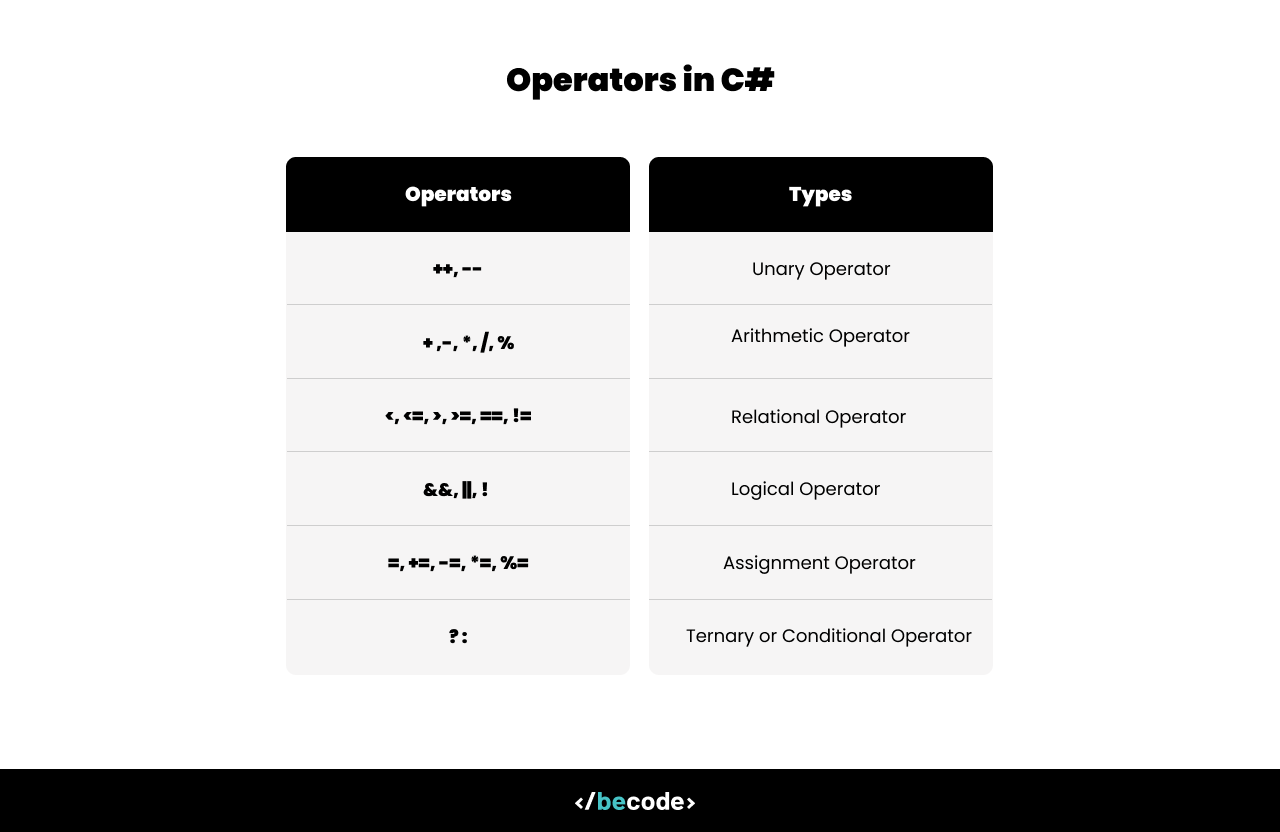 Operators in C#
Operators Types
++, -- Unary Operator
+ ,-, *, /, % Arithmetic Operator
<, <=, >, >=, ==, != Relational Operator
&&, ||, ! Logical Operator
=, +=, -=, *=, %= Assignment Operator
? : Ternary or Conditional Operator
</becode>